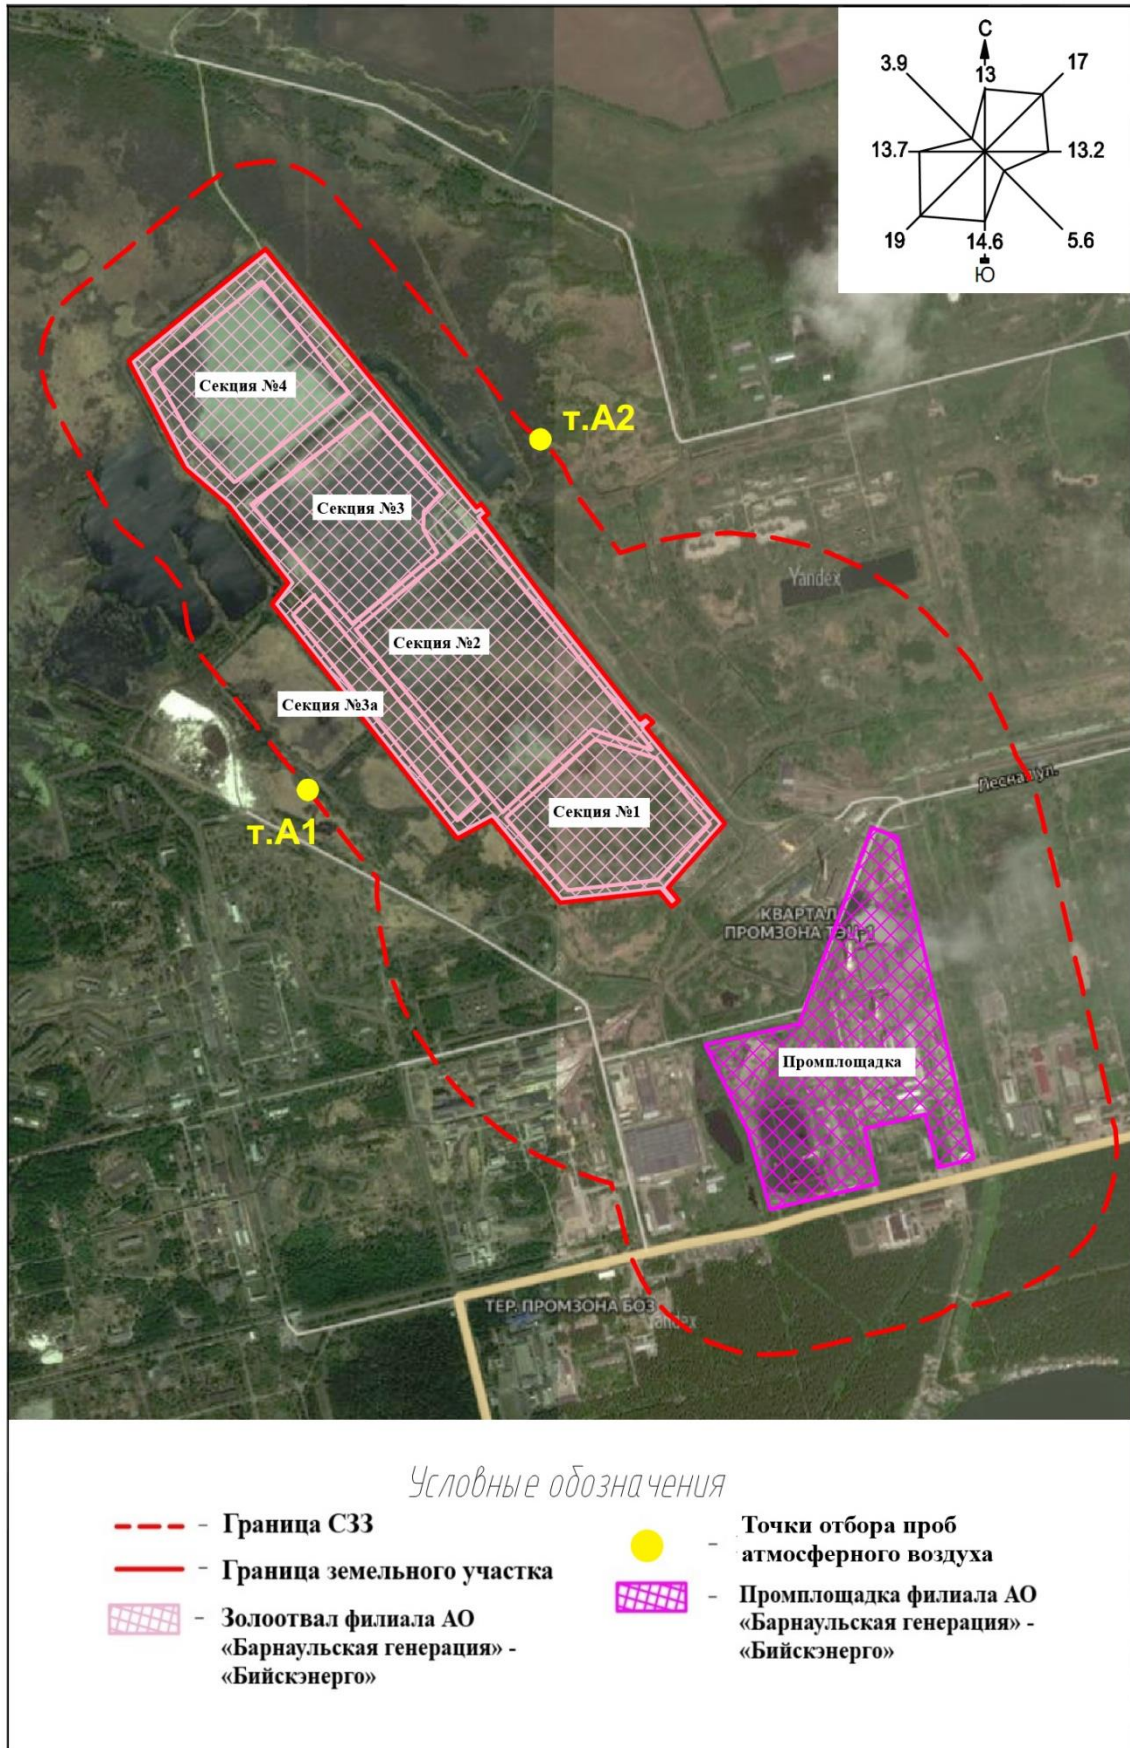 С
3.9
13
17
13.7
13.2
19
14.6
5.6
Ю
Секция №4
т.А2
Секция №3
Yandex
Секция №2
Секция №3а
Лесная ул.
т.А1
Секция №1
КВАРТАЛ
ПРОМЗОНА ТЭЦ-1
Промплощадка
ТЕР. ПРОМЗОНА БОЗ
Yandex
Условные обозначения
- Граница СЗЗ
- Граница земельного участка
- Золоотвал филиала АО
«Барнаульская генерация» -
«Бийскэнерго»
- Точки отбора проб
атмосферного воздуха
- Промплощадка филиала АО
«Барнаульская генерация» -
«Бийскэнерго»